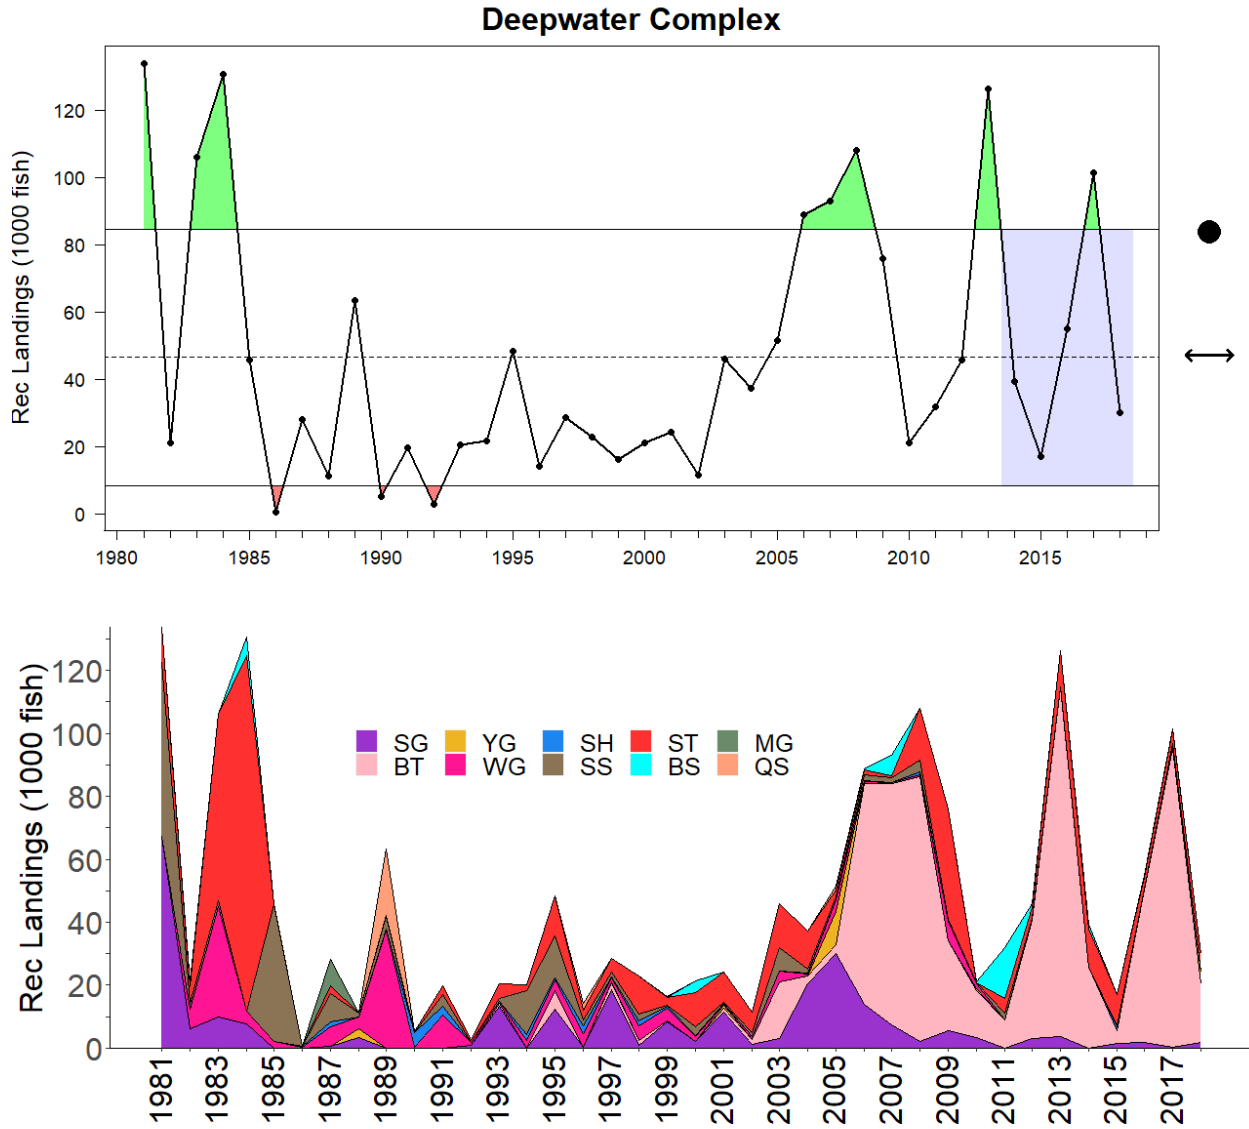 Deepwater Complex
Rec Landings (1000 fish)
120
100
80
60
40
20
0
1980 1985 1990 1995 2000 2005 2010 2015
Rec Landings (1000 fish)
120
100
80
60
40
20
0
SG YG SH ST MG
BT WG SS BS QS
1981 1983 1985 1987 1989 1991 1993 1995 1997 1999 2001 2003 2005 2007 2009 2011 2013 2015 2017